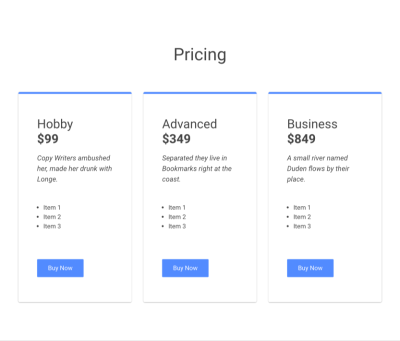 Pricing
Hobby
$99
Copy Writers ambushed
her, made her drunk with
Longe.
Item 1
Item 2
Item 3
Buy Now
Advanced
$349
Separated they live in
Bookmarks right at the
coast.
Item 1
Item 2
Item 3
Buy Now
Business
$849
A small river named
Duden flows by their
place.
Item 1
Item 2
Item 3
Buy Now